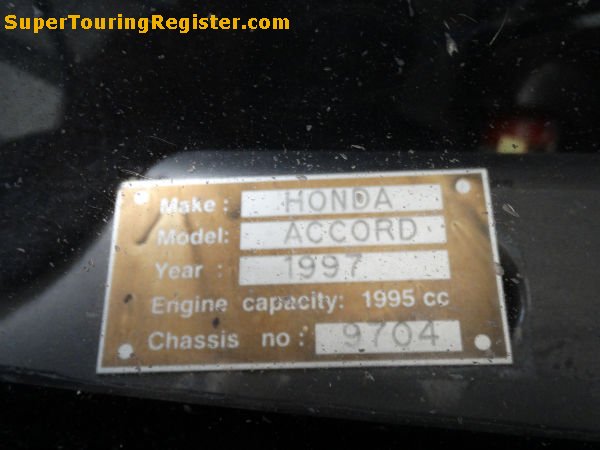 SuperTouringRegister.com
Make: HONDA
Model: ACCORD
Year: 1997
Engine capacity: 1995 cc
Chassis no: 9704